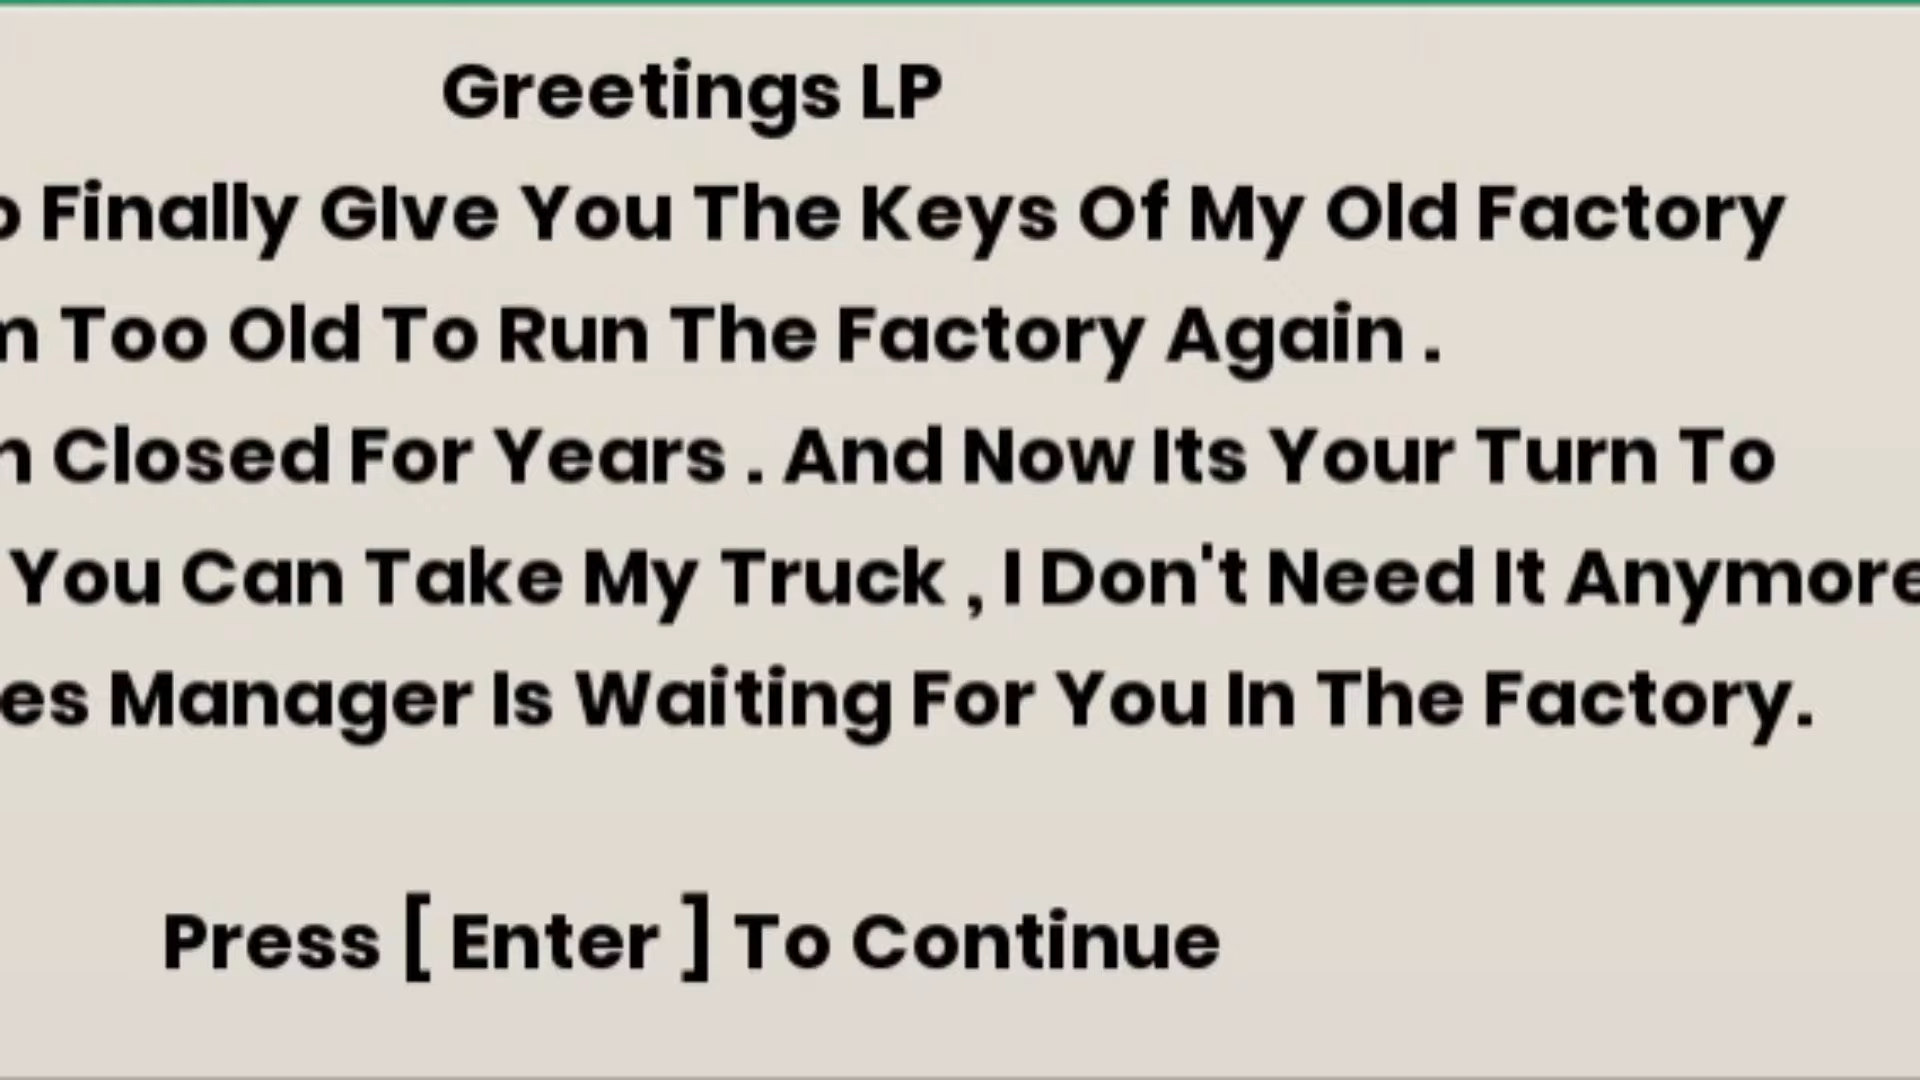 Greetings LP
Finally GIve You The Keys Of My Old Factory
Too Old To Run The Factory Again .
Closed For Years . And Now Its Your Turn To
You Can Take My Truck , I Don't Need It Anymore
Manager Is Waiting For You In The Factory.
Press [ Enter ] To Continue